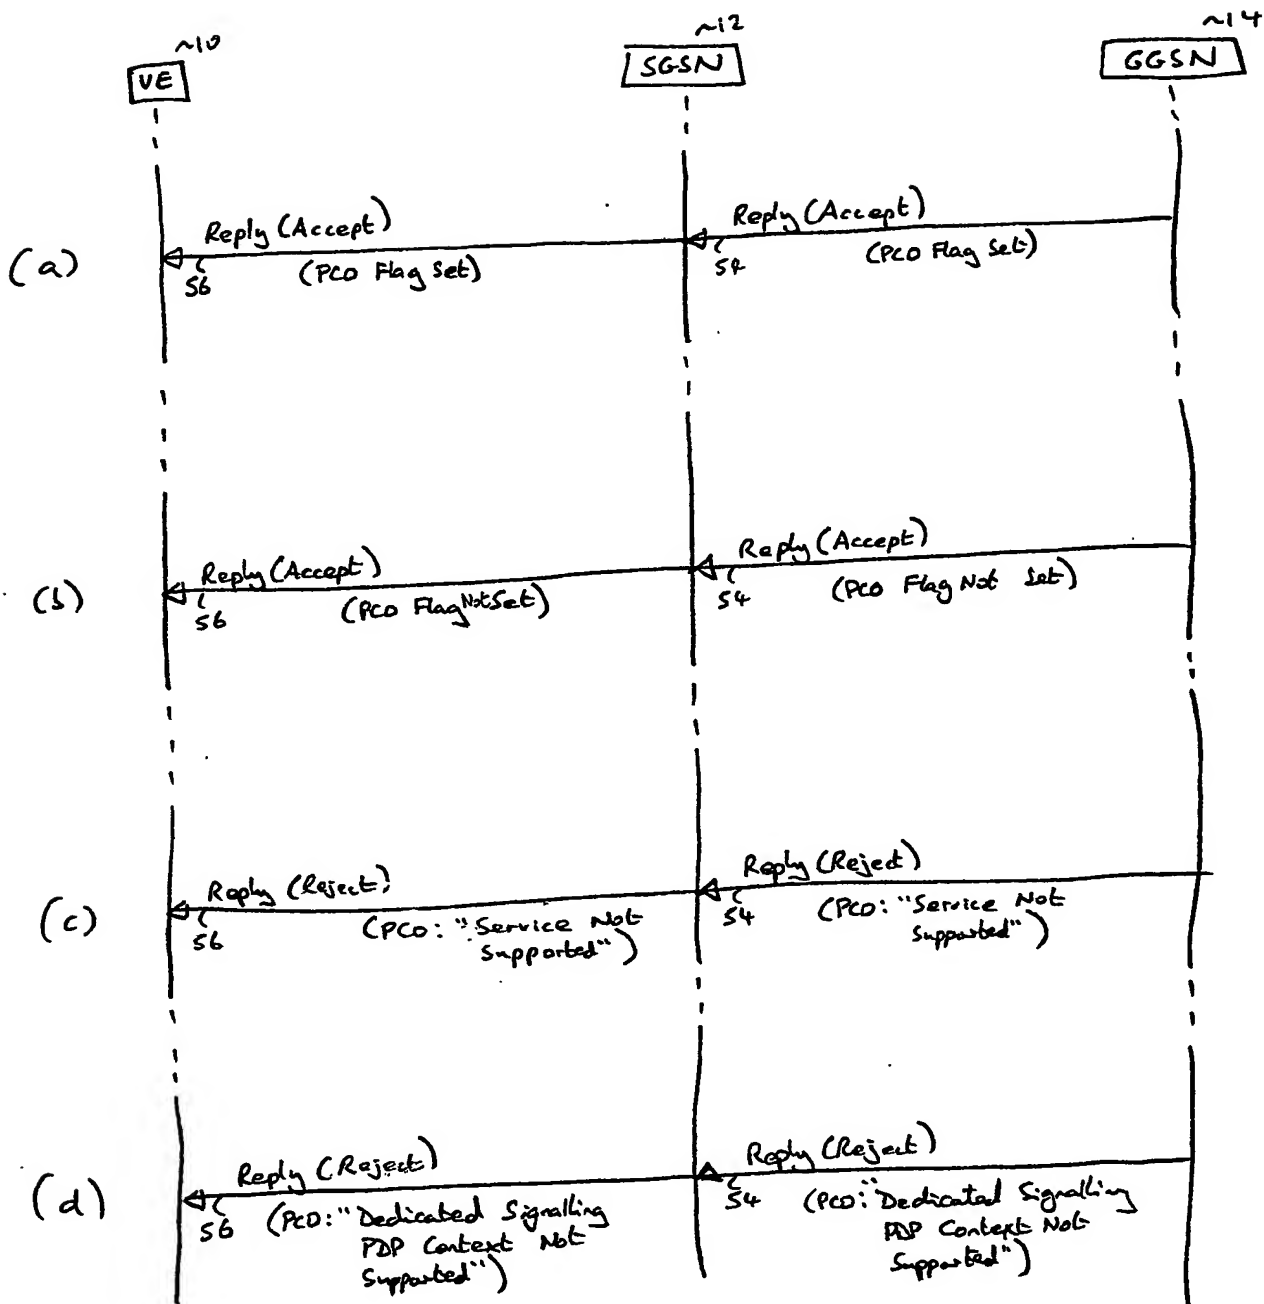 ~10
~12
~14
UE
SGSN
GGSN
(a)
Reply (Accept)
56
(PCO Flag Set)
Reply (Accept)
54
(PCO Flag Set)
(b)
Reply (Accept)
56
(PCO Flag Not Set)
Reply (Accept)
54
(PCO Flag Not Set)
(c)
Reply (Reject)
56
(PCO: "Service Not
Supported")
Reply (Reject)
54
(PCO: "Service Not
Supported")
(d)
Reply (Reject)
56
(PCO: "Dedicated Signalling
PDP Context Not
Supported")
Reply (Reject)
54
(PCO: "Dedicated Signalling
PDP Context Not
Supported")